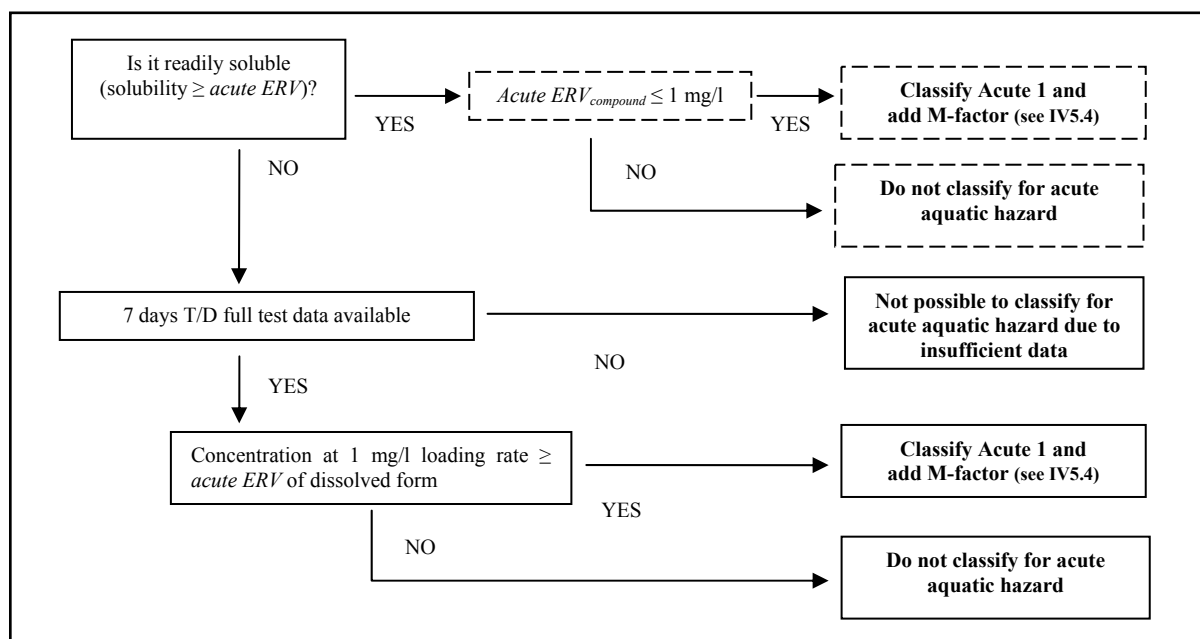 Is it readily soluble
(solubility ≥ acute ERV)?
YES
Acute ERVcompound ≤ 1 mg/l
YES
Classify Acute 1 and
add M-factor (see IV5.4)
NO
NO
Do not classify for acute
aquatic hazard
7 days T/D full test data available
NO
Not possible to classify for
acute aquatic hazard due to
insufficient data
YES
Concentration at 1 mg/l loading rate ≥
acute ERV of dissolved form
YES
Classify Acute 1 and
add M-factor (see IV5.4)
NO
Do not classify for acute
aquatic hazard